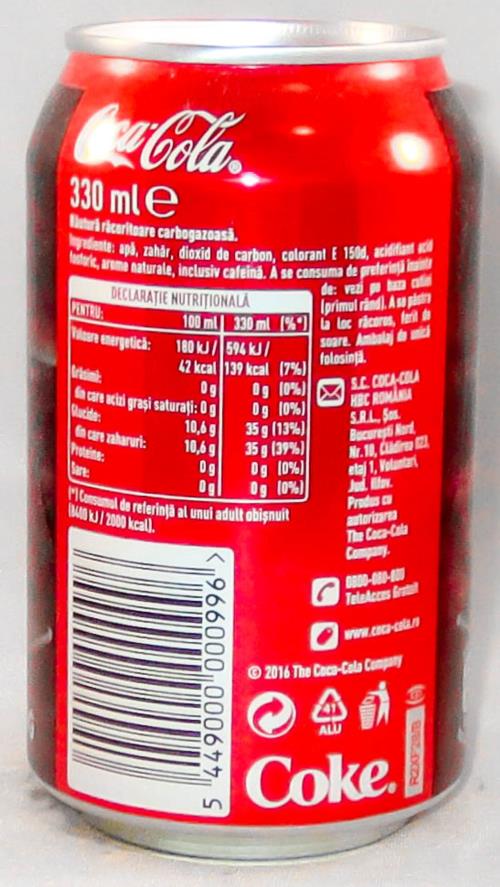 Coca-Cola®
330 ml e
Băutură răcoritoare carbogazoasă.
Ingrediente: apă, zahăr, dioxid de carbon, colorant E 150d, acidifiant acid
fosforic, arome naturale, inclusiv cafeină. A se consuma de preferință înainte
de: vezi pe baza cutiei
(primul rând). A se păstra
la loc răcoros, ferit de
soare. Ambalaj de unică
folosință.
DECLARAȚIE NUTRIȚIONALĂ
PENTRU: 100 ml 330 ml (%*)
Valoare energetică: 180 kJ/ 594 kJ/
42 kcal 139 kcal (7%)
Grăsimi: 0 g 0 g (0%)
din care acizi grași saturați: 0 g 0 g (0%)
Glucide: 10,6 g 35 g (13%)
din care zaharuri: 10,6 g 35 g (39%)
Proteine: 0 g 0 g (0%)
Sare: 0 g 0 g (0%)
(*) Consumul de referință al unui adult obișnuit
(8400 kJ / 2000 kcal).
S.C. COCA-COLA
HBC ROMÂNIA
S.R.L., Șos.
București Nord,
Nr. 10, Clădirea O23,
etaj 1, Voluntari,
Jud. Ilfov.
Produs cu
autorizarea
The Coca-Cola
Company.
0800-080-800
TeleAcces Gratuit
www.coca-cola.ro
© 2016 The Coca-Cola Company
41
ALU
R2XP28/B
Coke®
5 449000 000996 >